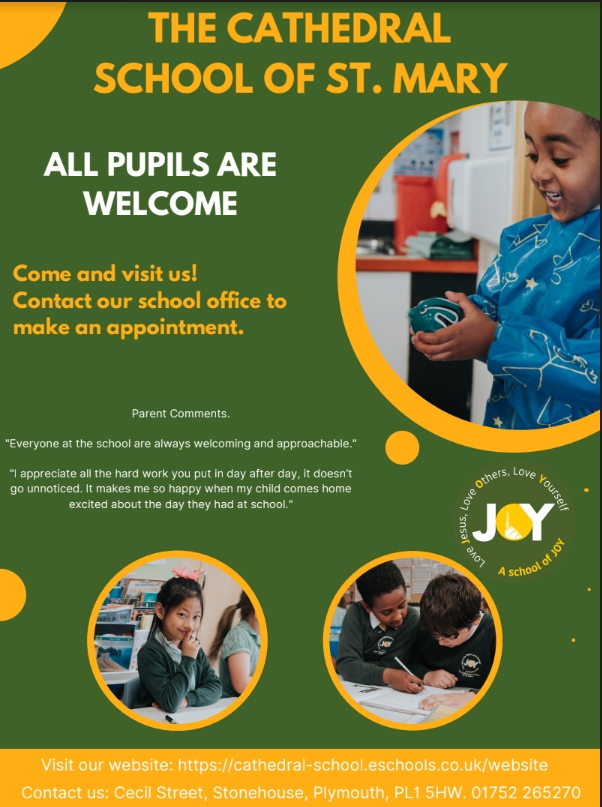 THE CATHEDRAL
SCHOOL OF ST. MARY
ALL PUPILS ARE
WELCOME
Come and visit us!
Contact our school office to
make an appointment.
Parent Comments.
"Everyone at the school are always welcoming and approachable."
"I appreciate all the hard work you put in day after day, it doesn't
go unnoticed. It makes me so happy when my child comes home
excited about the day they had at school."
Love Jesus, Love Others, Love Yourself
JOY
A school of JOY
JOY
Visit our website: https://cathedral-school.eschools.co.uk/website
Contact us: Cecil Street, Stonehouse, Plymouth, PL1 5HW. 01752 265270